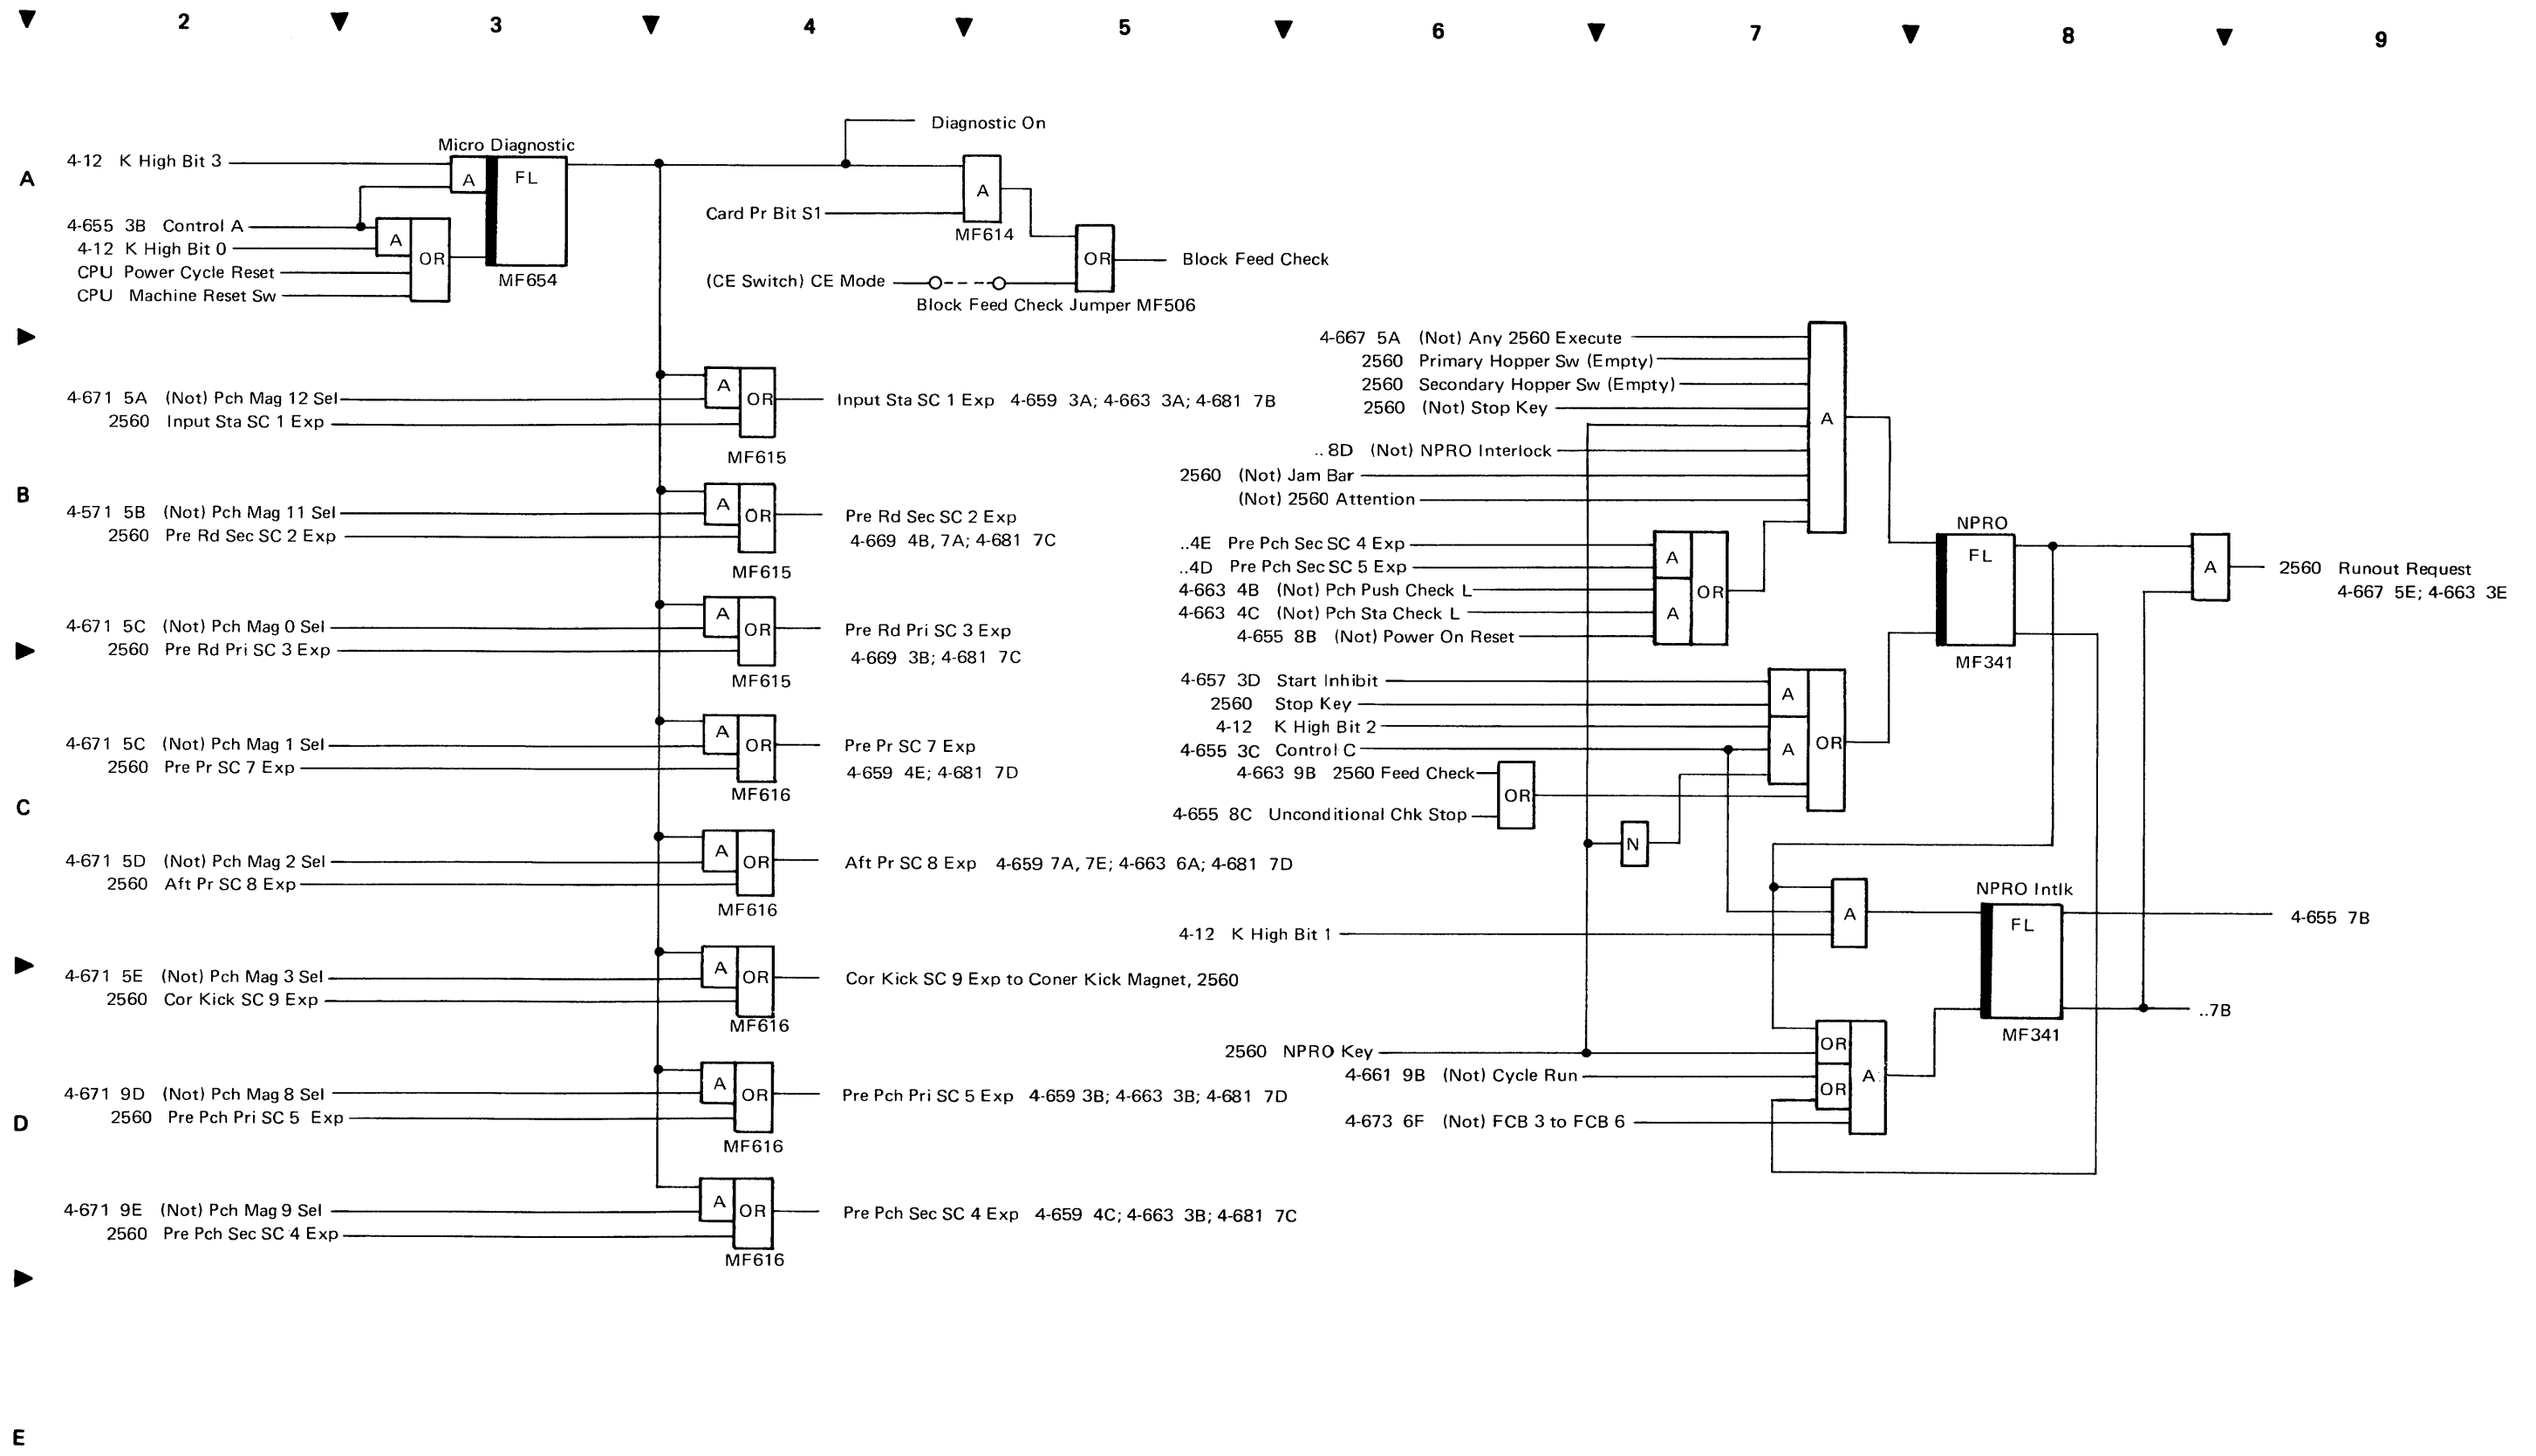 2 3 4 5 6 7 8 9
A
B
C
D
E
Micro Diagnostic
4-12 K High Bit 3
A
FL
4-655 3B Control A
4-12 K High Bit 0
A
OR
CPU Power Cycle Reset
CPU Machine Reset Sw
MF654
Diagnostic On
A
Card Pr Bit S1
MF614
OR
Block Feed Check
(CE Switch) CE Mode
Block Feed Check Jumper MF506
4-671 5A (Not) Pch Mag 12 Sel
2560 Input Sta SC 1 Exp
A
OR
MF615
Input Sta SC 1 Exp 4-659 3A; 4-663 3A; 4-681 7B
4-571 5B (Not) Pch Mag 11 Sel
2560 Pre Rd Sec SC 2 Exp
A
OR
MF615
Pre Rd Sec SC 2 Exp
4-669 4B, 7A; 4-681 7C
4-671 5C (Not) Pch Mag 0 Sel
2560 Pre Rd Pri SC 3 Exp
A
OR
MF615
Pre Rd Pri SC 3 Exp
4-669 3B; 4-681 7C
4-671 5C (Not) Pch Mag 1 Sel
2560 Pre Pr SC 7 Exp
A
OR
MF616
Pre Pr SC 7 Exp
4-659 4E; 4-681 7D
4-671 5D (Not) Pch Mag 2 Sel
2560 Aft Pr SC 8 Exp
A
OR
MF616
Aft Pr SC 8 Exp 4-659 7A, 7E; 4-663 6A; 4-681 7D
4-671 5E (Not) Pch Mag 3 Sel
2560 Cor Kick SC 9 Exp
A
OR
MF616
Cor Kick SC 9 Exp to Coner Kick Magnet, 2560
4-671 9D (Not) Pch Mag 8 Sel
2560 Pre Pch Pri SC 5 Exp
A
OR
MF616
Pre Pch Pri SC 5 Exp 4-659 3B; 4-663 3B; 4-681 7D
4-671 9E (Not) Pch Mag 9 Sel
2560 Pre Pch Sec SC 4 Exp
A
OR
MF616
Pre Pch Sec SC 4 Exp 4-659 4C; 4-663 3B; 4-681 7C
4-667 5A (Not) Any 2560 Execute
2560 Primary Hopper Sw (Empty)
2560 Secondary Hopper Sw (Empty)
2560 (Not) Stop Key
A
.. 8D (Not) NPRO Interlock
2560 (Not) Jam Bar
(Not) 2560 Attention
..4E Pre Pch Sec SC 4 Exp
..4D Pre Pch Sec SC 5 Exp
4-663 4B (Not) Pch Push Check L
4-663 4C (Not) Pch Sta Check L
4-655 8B (Not) Power On Reset
A
A
OR
NPRO
FL
MF341
A
2560 Runout Request
4-667 5E; 4-663 3E
4-657 3D Start Inhibit
2560 Stop Key
4-12 K High Bit 2
4-655 3C Control C
4-663 9B 2560 Feed Check
4-655 8C Unconditional Chk Stop
A
A
OR
OR
N
4-12 K High Bit 1
A
NPRO Intlk
FL
MF341
4-655 7B
..7B
2560 NPRO Key
4-661 9B (Not) Cycle Run
4-673 6F (Not) FCB 3 to FCB 6
OR
OR
A